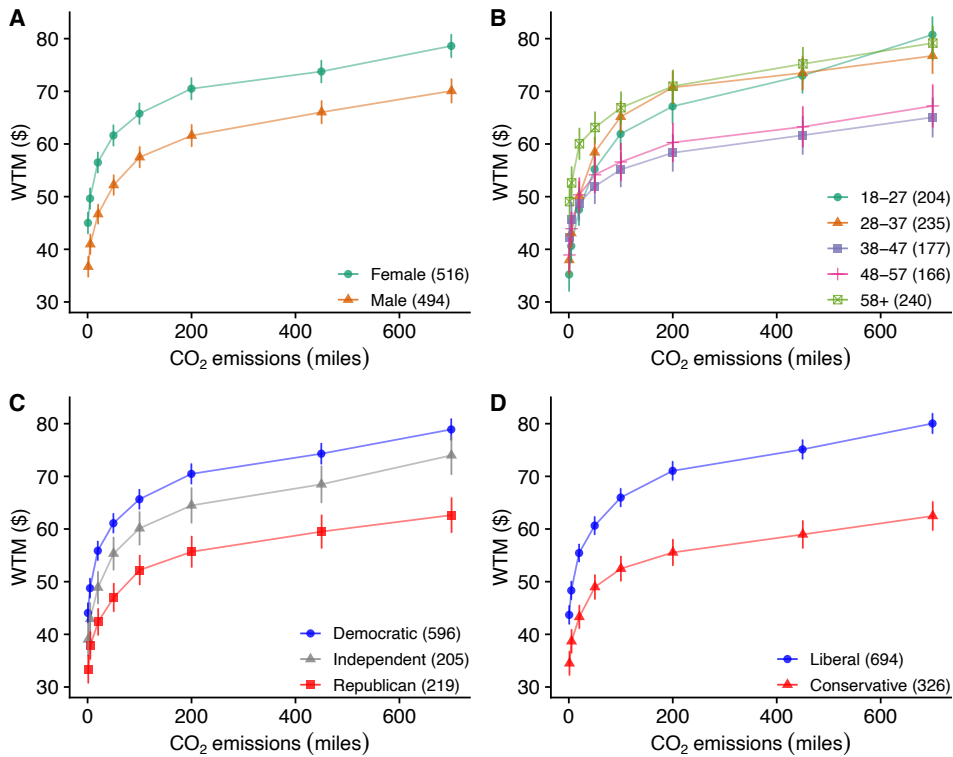 A
WTM ($)
80
70
60
50
40
30
0
200
400
600
CO₂ emissions (miles)
Female (516)
Male (494)
B
WTM ($)
80
70
60
50
40
30
0
200
400
600
CO₂ emissions (miles)
18−27 (204)
28−37 (235)
38−47 (177)
48−57 (166)
58+ (240)
C
WTM ($)
80
70
60
50
40
30
0
200
400
600
CO₂ emissions (miles)
Democratic (596)
Independent (205)
Republican (219)
D
WTM ($)
80
70
60
50
40
30
0
200
400
600
CO₂ emissions (miles)
Liberal (694)
Conservative (326)